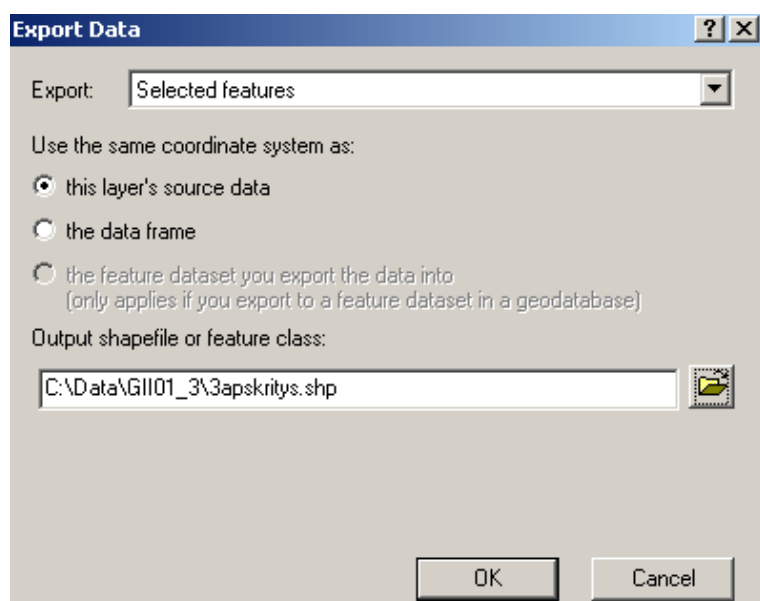 Export Data
Export: Selected features
Use the same coordinate system as:
this layer's source data
the data frame
the feature dataset you export the data into
(only applies if you export to a feature dataset in a geodatabase)
Output shapefile or feature class:
C:\Data\GII01_3\3apskritys.shp
OK Cancel